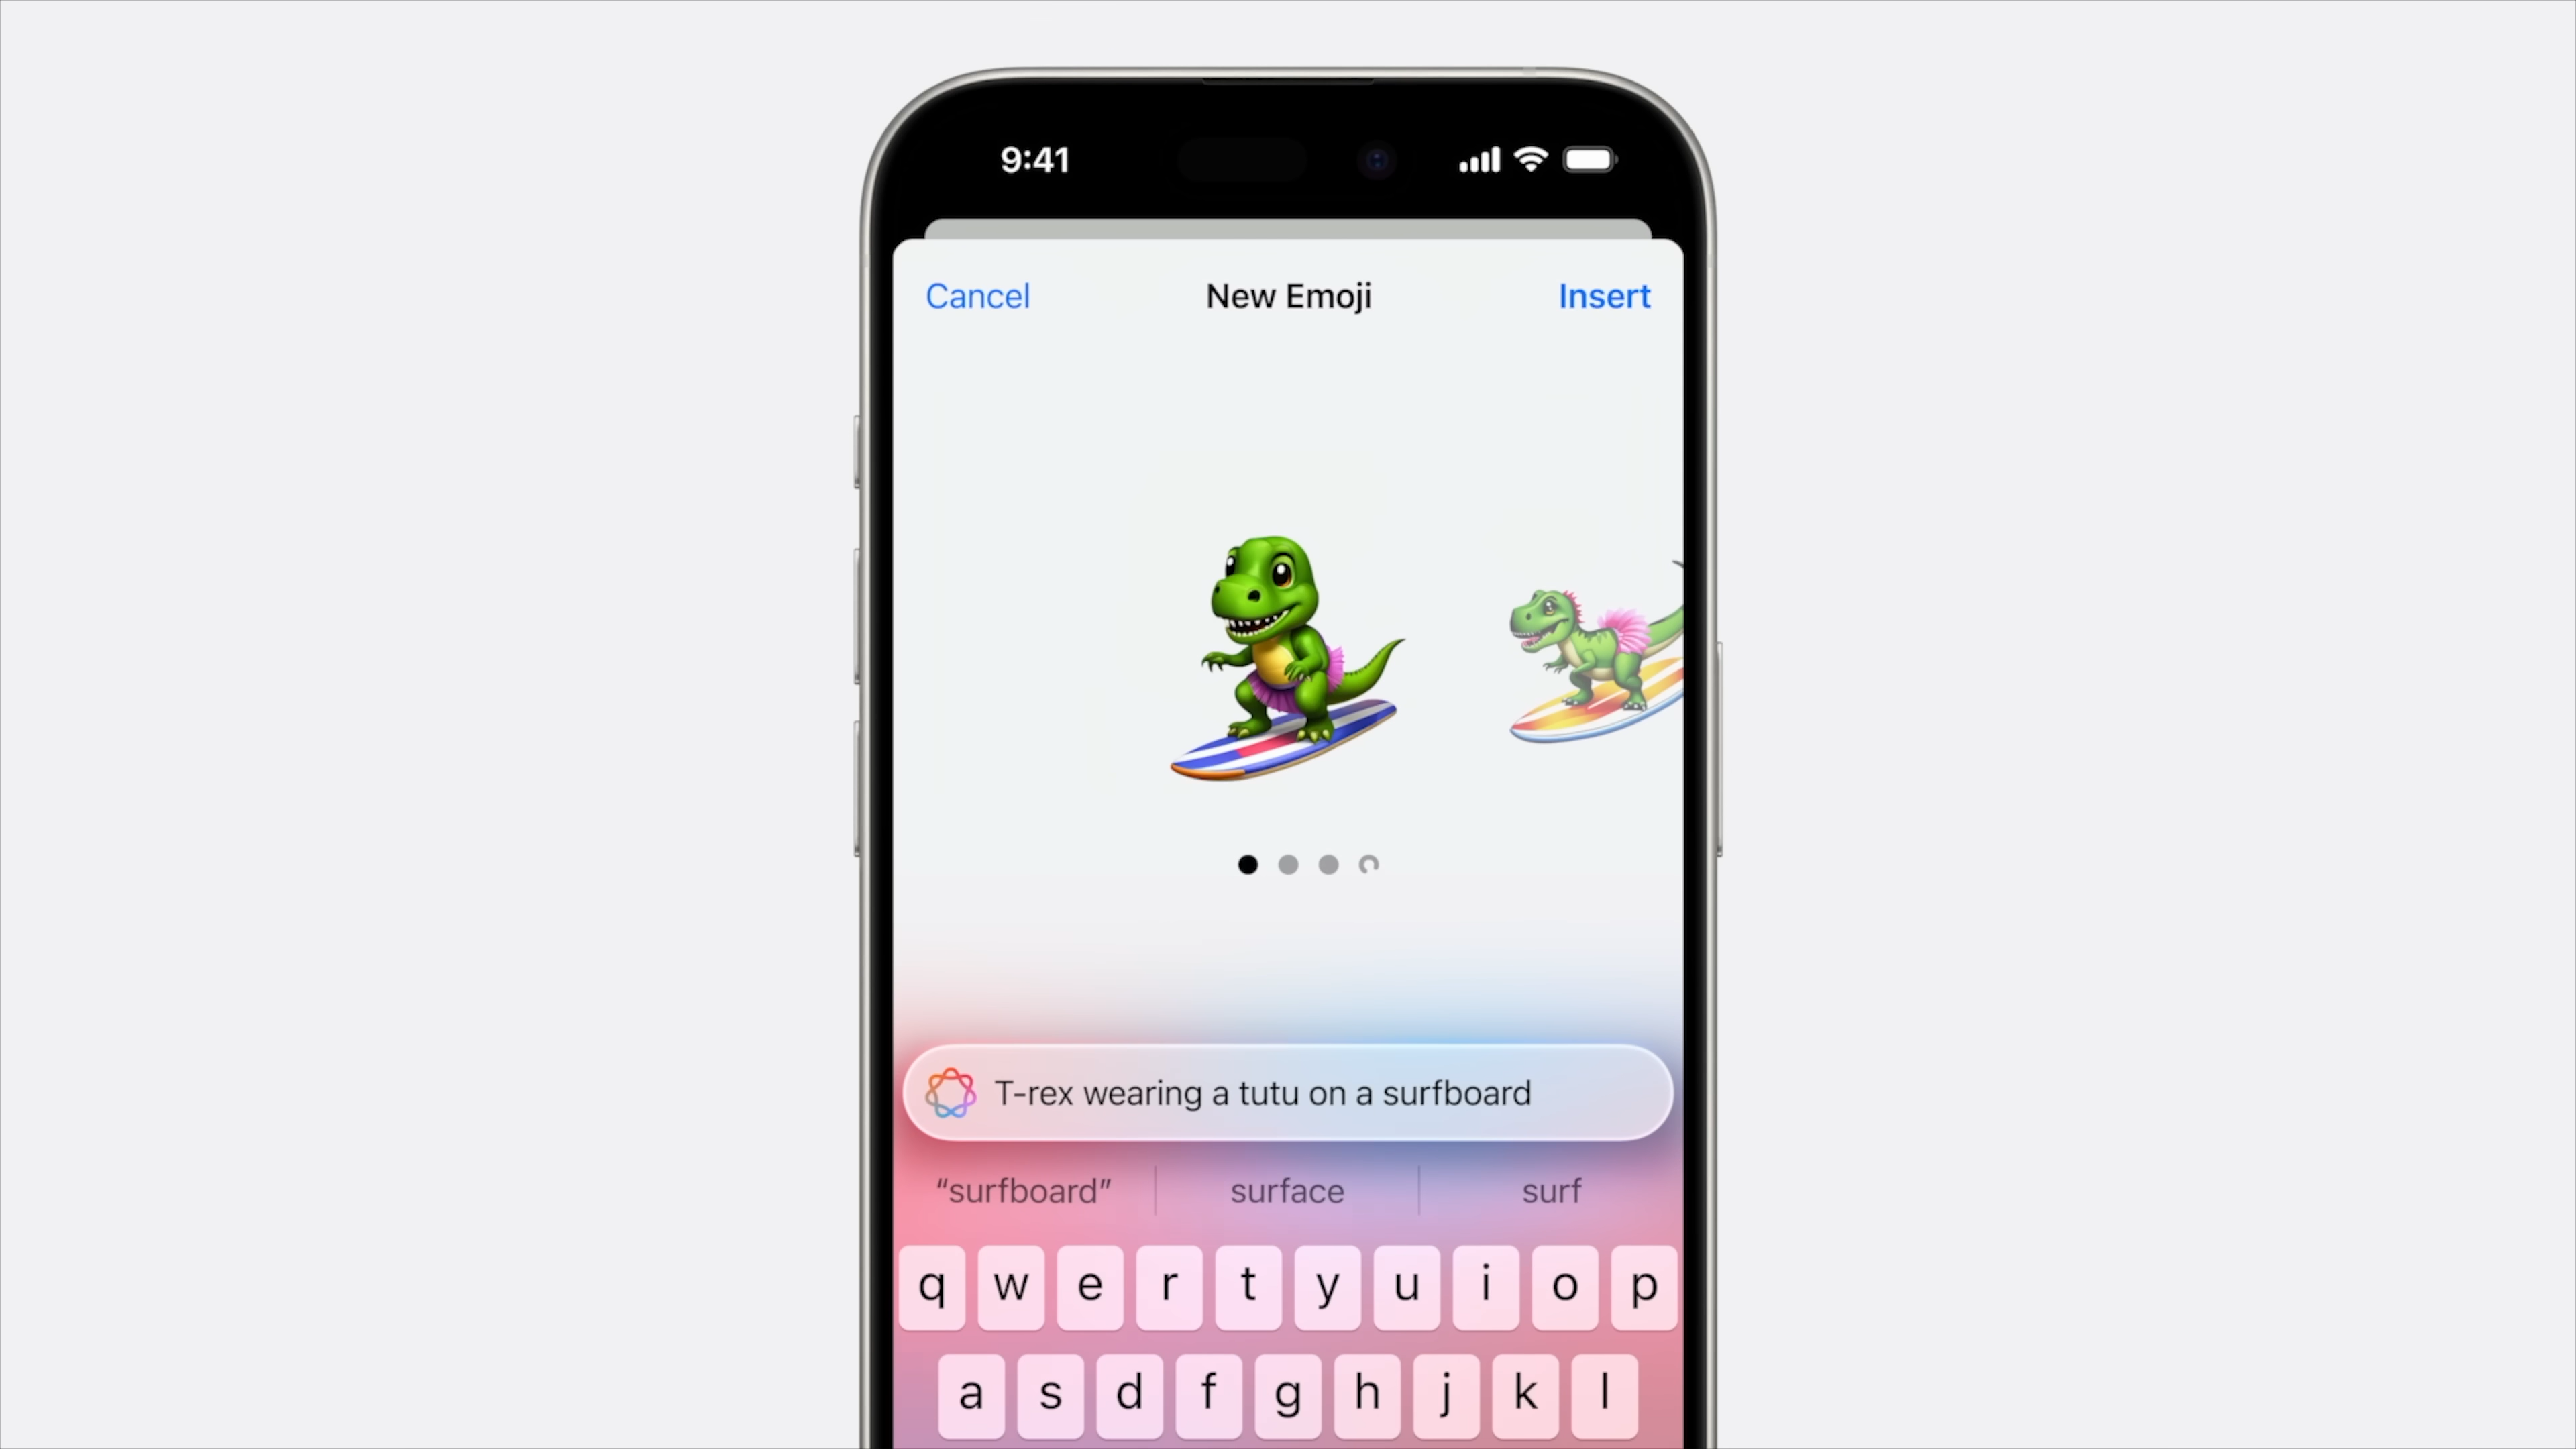 9:41
Cancel New Emoji Insert
T-rex wearing a tutu on a surfboard
“surfboard” surface surf
q w e r t y u i o p
a s d f g h j k l